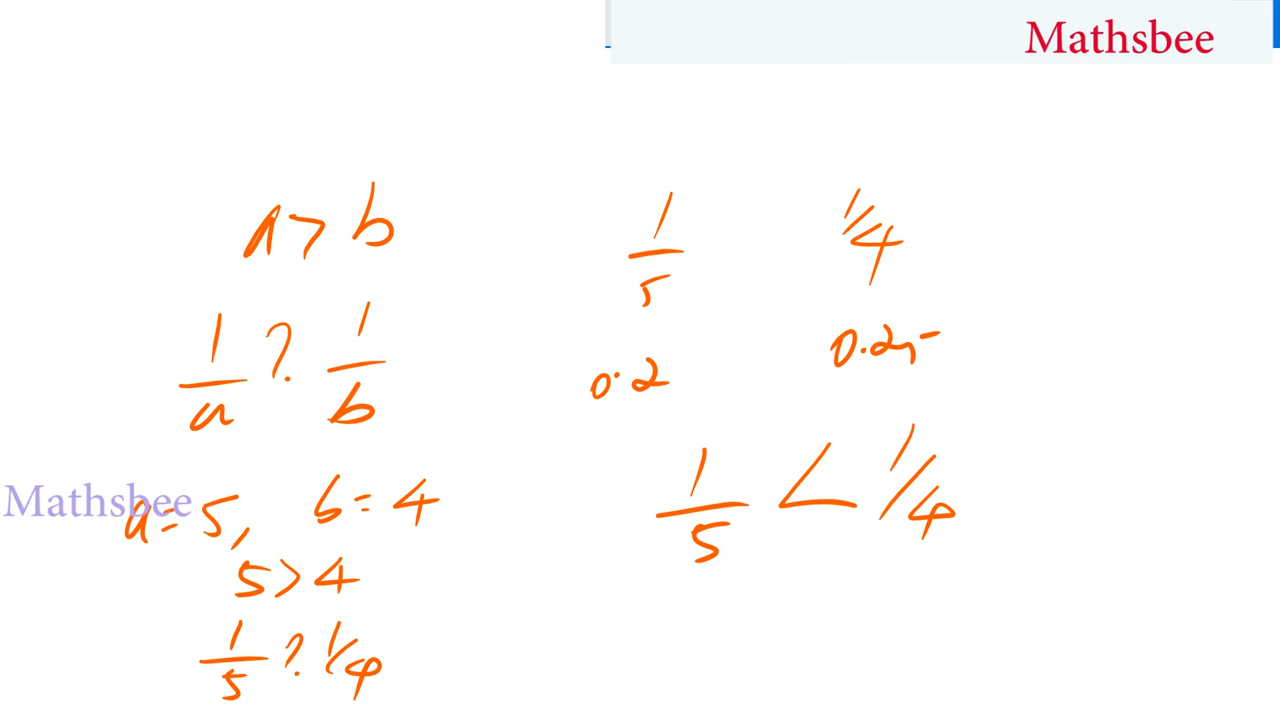 Mathsbee
a > b
1/a ? 1/b
Mathsbee
a = 5, b = 4
5 > 4
1/5 ? 1/4
1/5 1/4
0.2 0.25
1/5 < 1/4